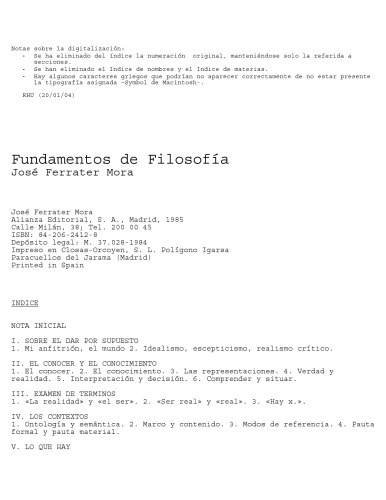 Notas sobre la digitalización:
- Se ha eliminado del índice la numeración original, manteniéndose solo la referida a
secciones.
- Se han eliminado el Indice de nombres y el Indice de materias.
- Hay algunos caracteres griegos que podrían no aparecer correctamente de no estar presente
la tipografía asignada -Symbol de Macintosh-.
RHU (20/01/04)
Fundamentos de Filosofía
José Ferrater Mora
José Ferrater Mora
Alianza Editorial, S. A., Madrid, 1985
Calle Milán, 38; Tel. 200 00 45
ISBN: 84-206-2412-8
Depósito legal: M. 37.028-1984
Impreso en Closas-Orcoyen, S. L. Polígono Igarsa
Paracuellos del Jarama (Madrid)
Printed in Spain
INDICE
NOTA INICIAL
I. SOBRE EL DAR POR SUPUESTO
1. Mi anfitrión, el mundo 2. Idealismo, escepticismo, realismo crítico.
II. EL CONOCER Y EL CONOCIMIENTO
1. El conocer. 2. El conocimiento. 3. Las representaciones. 4. Verdad y
realidad. 5. Interpretación y decisión. 6. Comprender y situar.
III. EXAMEN DE TERMINOS
1. «La realidad» y «el ser». 2. «Ser real» y «real». 3. «Hay x.».
IV. LOS CONTEXTOS
1. Ontología y semántica. 2. Marco y contenido. 3. Modos de referencia. 4. Pauta
formal y pauta material.
V. LO QUE HAY